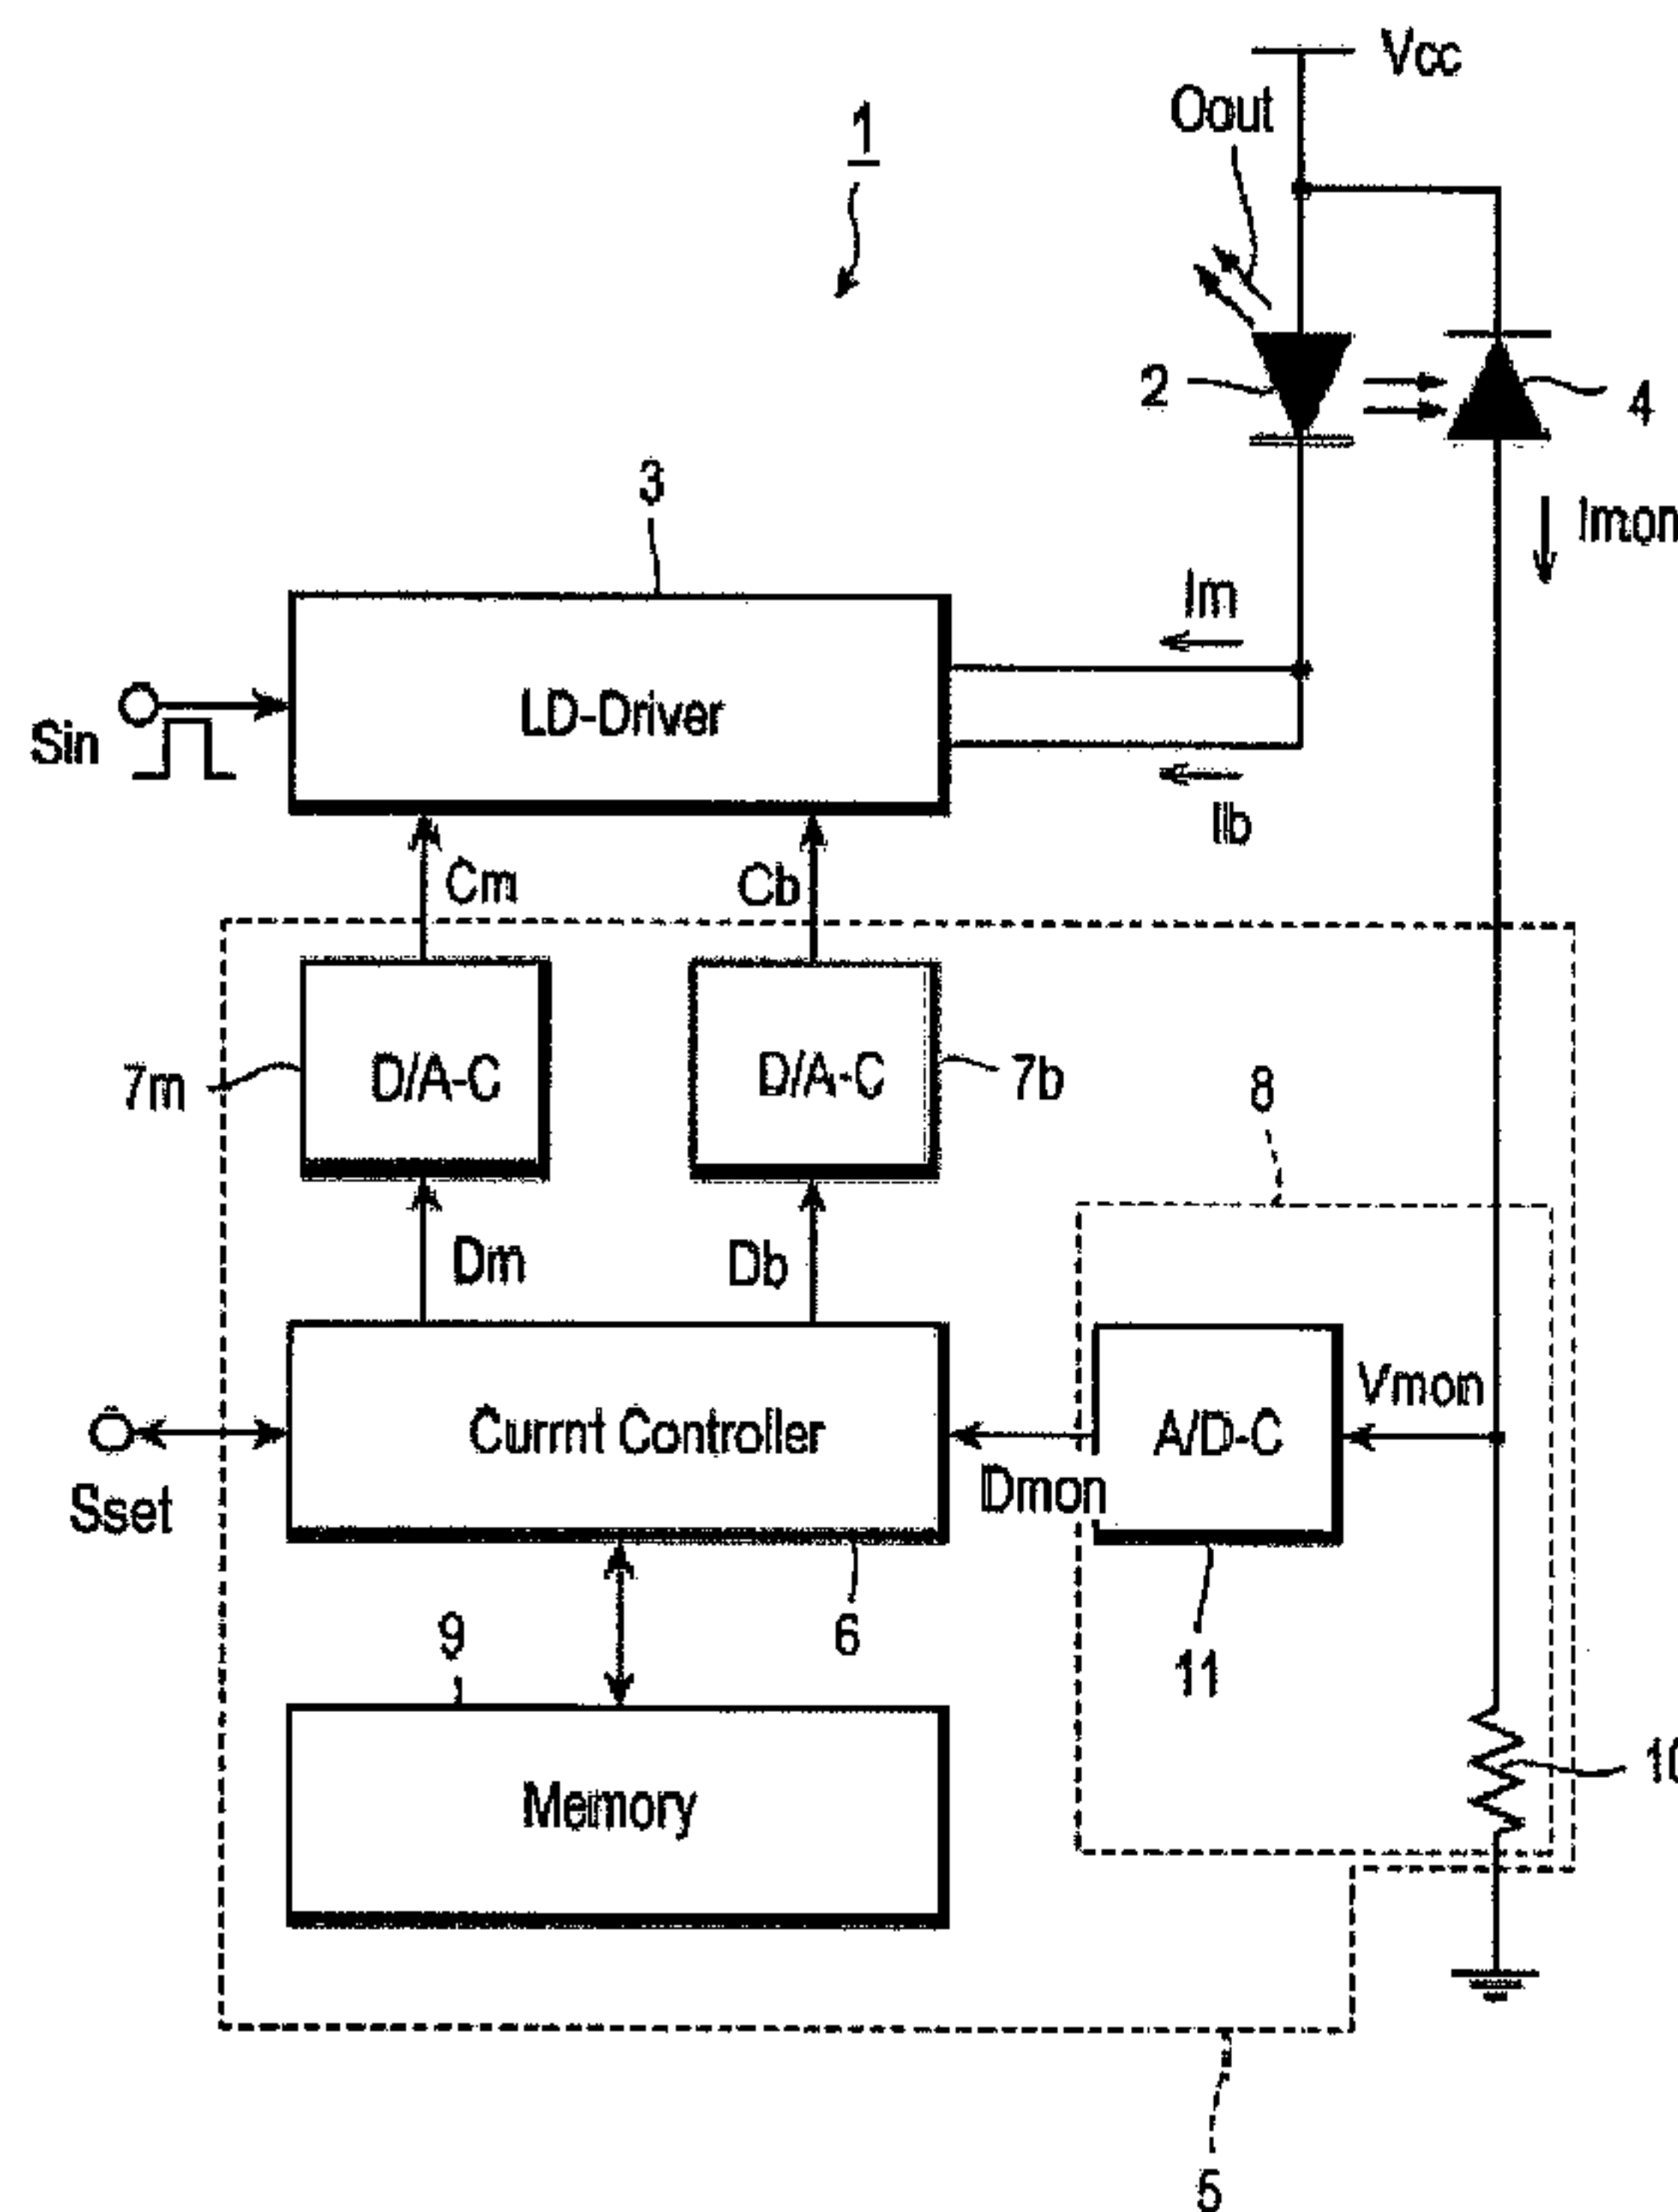 Vcc
Oout
1
2
4
3
Imon
Im
LD-Driver
Sin
Ib
Cm
Cb
7m
D/A-C
D/A-C
7b
8
Dm
Db
Vmon
Currnt Controller
A/D-C
Dmon
Sset
9
6
11
Memory
10
5